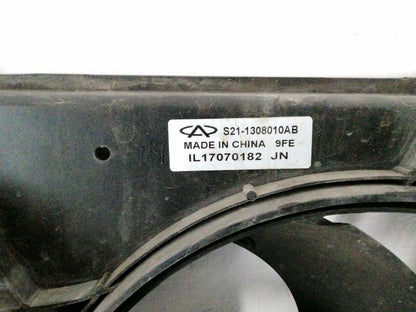 S21-1308010AB
MADE IN CHINA 9FE
IL17070182 JN